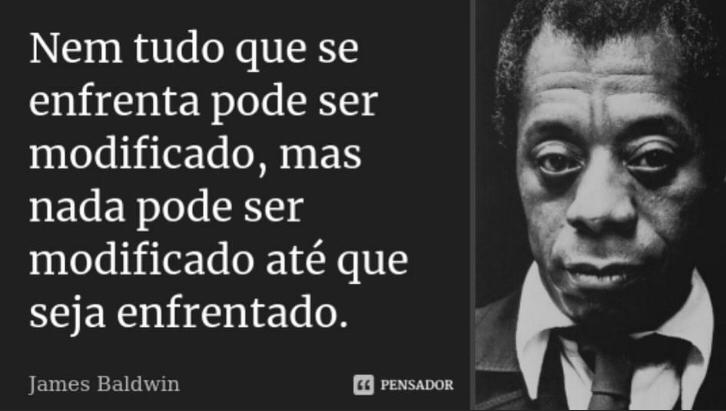 Nem tudo que se
enfrenta pode ser
modificado, mas
nada pode ser
modificado até que
seja enfrentado.
James Baldwin
PENSADOR